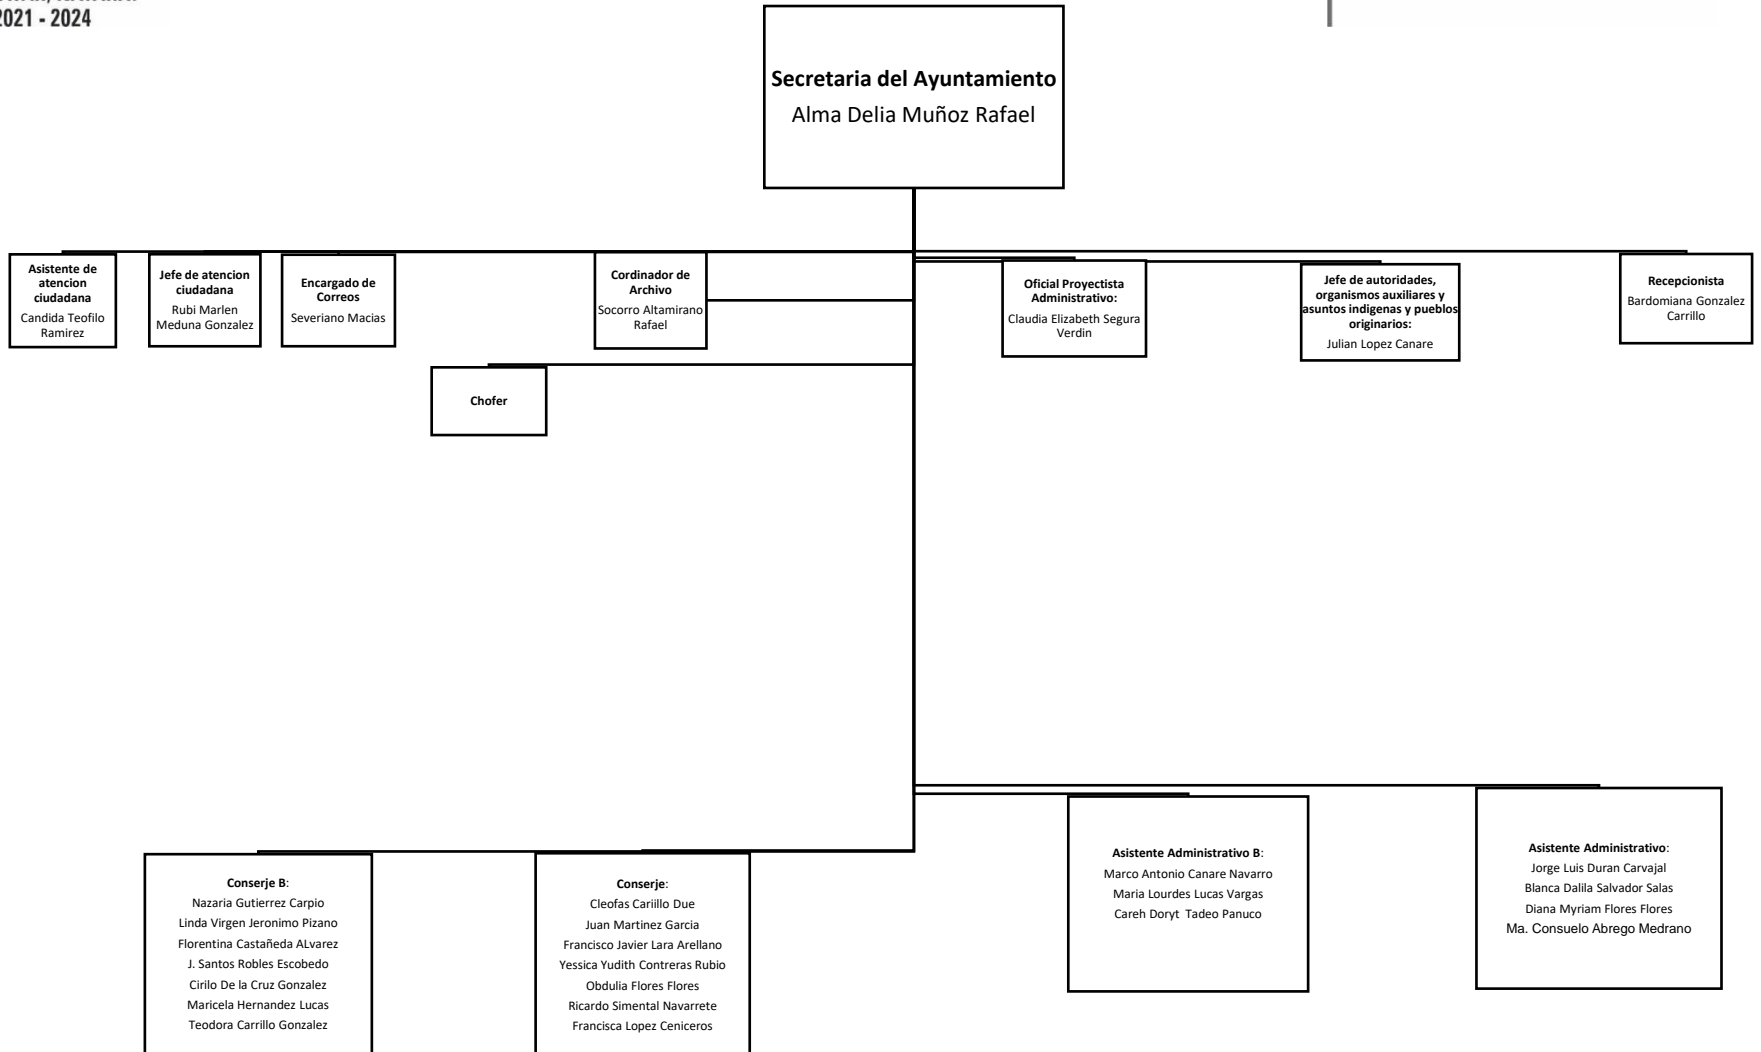 2021 - 2024
Secretaria del Ayuntamiento
Alma Delia Muñoz Rafael
Asistente de
atencion
ciudadana
Candida Teofilo
Ramirez
Jefe de atencion
ciudadana
Rubi Marlen
Meduna Gonzalez
Encargado de
Correos
Severiano Macias
Cordinador de
Archivo
Socorro Altamirano
Rafael
Oficial Proyectista
Administrativo:
Claudia Elizabeth Segura
Verdin
Jefe de autoridades,
organismos auxiliares y
asuntos indigenas y pueblos
originarios:
Julian Lopez Canare
Recepcionista
Bardomiana Gonzalez
Carrillo
Chofer
Conserje B:
Nazaria Gutierrez Carpio
Linda Virgen Jeronimo Pizano
Florentina Castañeda ALvarez
J. Santos Robles Escobedo
Cirilo De la Cruz Gonzalez
Maricela Hernandez Lucas
Teodora Carrillo Gonzalez
Conserje:
Cleofas Cariillo Due
Juan Martinez Garcia
Francisco Javier Lara Arellano
Yessica Yudith Contreras Rubio
Obdulia Flores Flores
Ricardo Simental Navarrete
Francisca Lopez Ceniceros
Asistente Administrativo B:
Marco Antonio Canare Navarro
Maria Lourdes Lucas Vargas
Careh Doryt Tadeo Panuco
Asistente Administrativo:
Jorge Luis Duran Carvajal
Blanca Dalila Salvador Salas
Diana Myriam Flores Flores
Ma. Consuelo Abrego Medrano